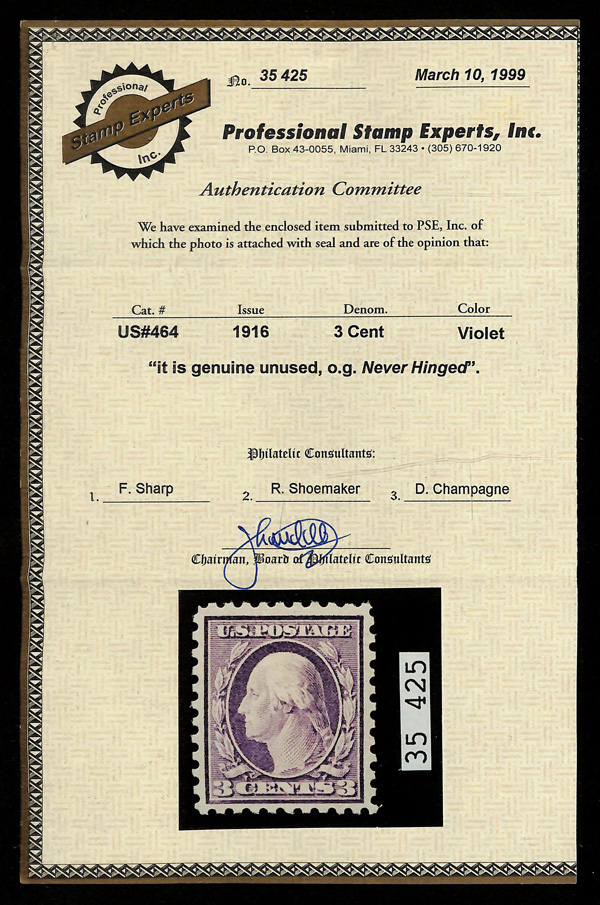 No. 35 425 March 10, 1999
Professional
Stamp Experts
Inc.
Professional Stamp Experts, Inc.
P.O. Box 43-0055, Miami, FL 33243 • (305) 670-1920
Authentication Committee
We have examined the enclosed item submitted to PSE, Inc. of
which the photo is attached with seal and are of the opinion that:
Cat. # Issue Denom. Color
US#464 1916 3 Cent Violet
“it is genuine unused, o.g. Never Hinged”.
Philatelic Consultants:
1. F. Sharp 2. R. Shoemaker 3. D. Champagne
Chairman, Board of Philatelic Consultants
U.S. POSTAGE
3 CENTS 3
35 425